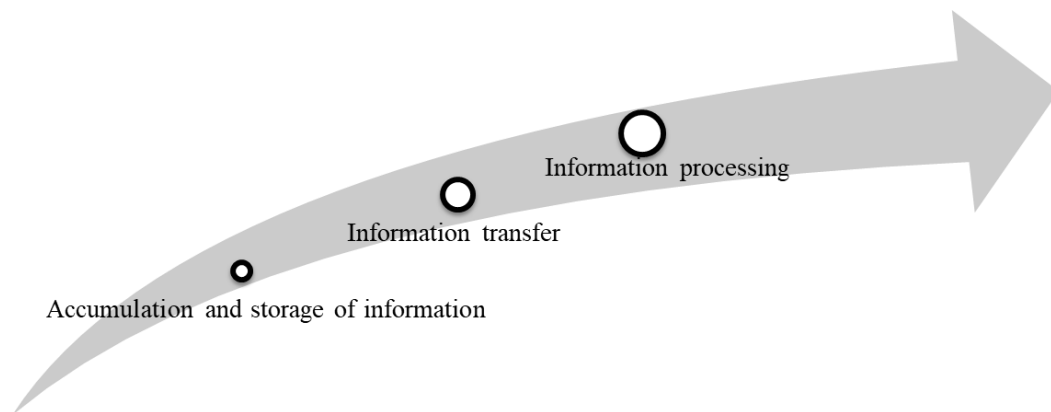 Information processing
Information transfer
Accumulation and storage of information